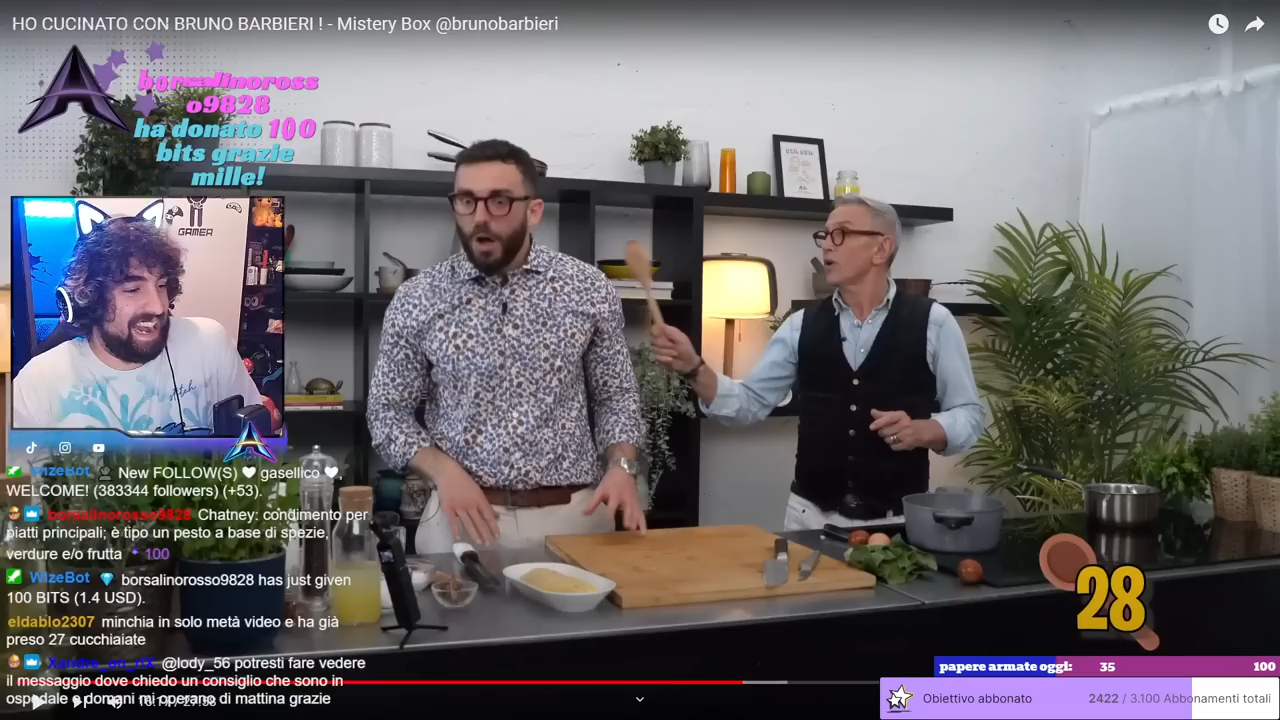 HO CUCINATO CON BRUNO BARBIERI ! - Mistery Box @brunobarbieri
borsalinoross
o9828
ha donato 100
bits grazie
mille!
GAMER
WizeBot New FOLLOW(S) gasellico ,
WELCOME! (383344 followers) (+53).
borsalinorosso9828 Chatney: condimento per
piatti principali; è tipo un pesto a base di spezie,
verdure e/o frutta 100
WizeBot borsalinorosso9828 has just given
100 BITS (1.4 USD).
eldablo2307 minchia in solo metà video e ha già
preso 27 cucchiaiate
@lody_56 potresti fare vedere
il messaggio dove chiedo un consiglio che sono in
ospedale e domani mi operano di mattina grazie
28
papere armate oggi: 35 100
Obiettivo abbonato 2422 / 3.100 Abbonamenti totali